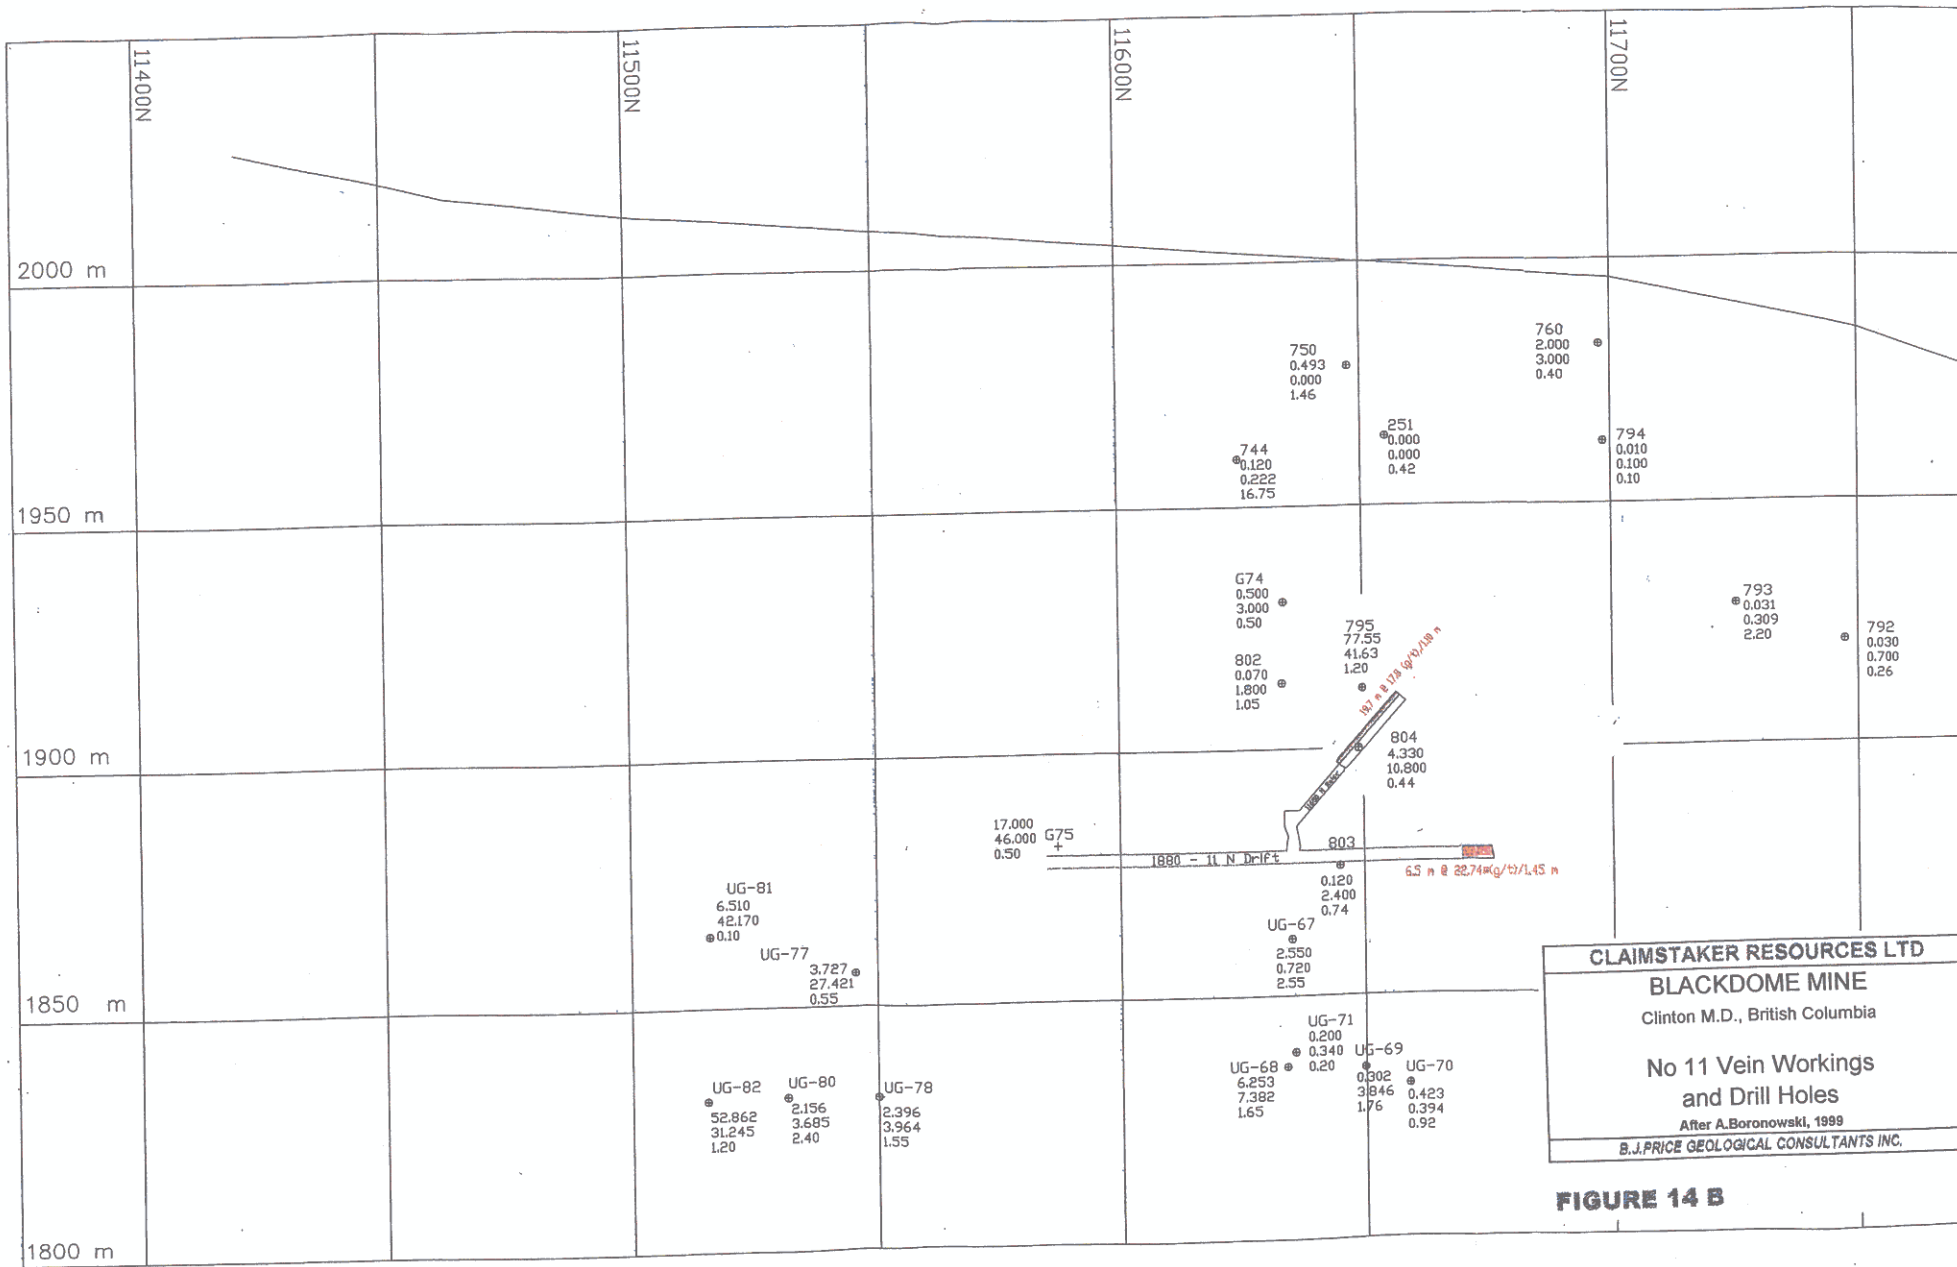 11400N
11500N
11600N
11700N
2000 m
1950 m
1900 m
1850 m
1800 m
750
0.493
0.000
1.46
760
2.000
3.000
0.40
251
0.000
0.000
0.42
744
0.120
0.222
16.75
794
0.010
0.100
0.10
G74
0.500
3.000
0.50
795
77.55
41.63
1.20
802
0.070
1.800
1.05
793
0.031
0.309
2.20
792
0.030
0.700
0.26
19.7 m @ 17.8 (g/t)/1.10 m
804
4.330
10.800
0.44
17.000
46.000
0.50
G75
1880 - 11 N Drift
803
0.120
2.400
0.74
6.5 m @ 22.74 (g/t)/1.45 m
UG-81
6.510
42.170
0.10
UG-77
3.727
27.421
0.55
UG-67
2.550
0.720
2.55
UG-71
0.200
0.340
0.20
UG-68
6.253
7.382
1.65
UG-69
0.302
3.846
1.76
UG-70
0.423
0.394
0.92
UG-82
52.862
31.245
1.20
UG-80
2.156
3.685
2.40
UG-78
2.396
3.964
1.55
CLAIMSTAKER RESOURCES LTD
BLACKDOME MINE
Clinton M.D., British Columbia
No 11 Vein Workings
and Drill Holes
After A.Boronowski, 1999
B.J.PRICE GEOLOGICAL CONSULTANTS INC.
FIGURE 14 B